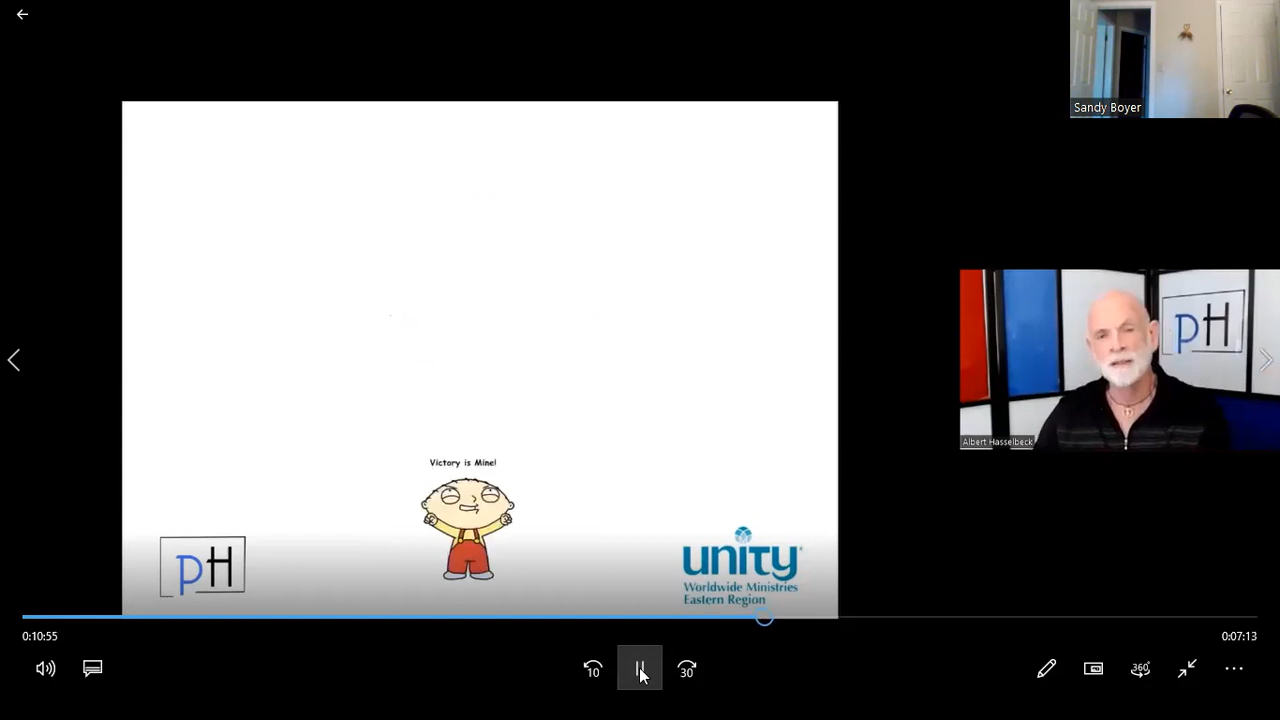 Sandy Boyer
pH
Albert Hasselbeck
Victory is Mine!
pH
unity
Worldwide Ministries
Eastern Region
0:10:55
0:07:13
10
30
360